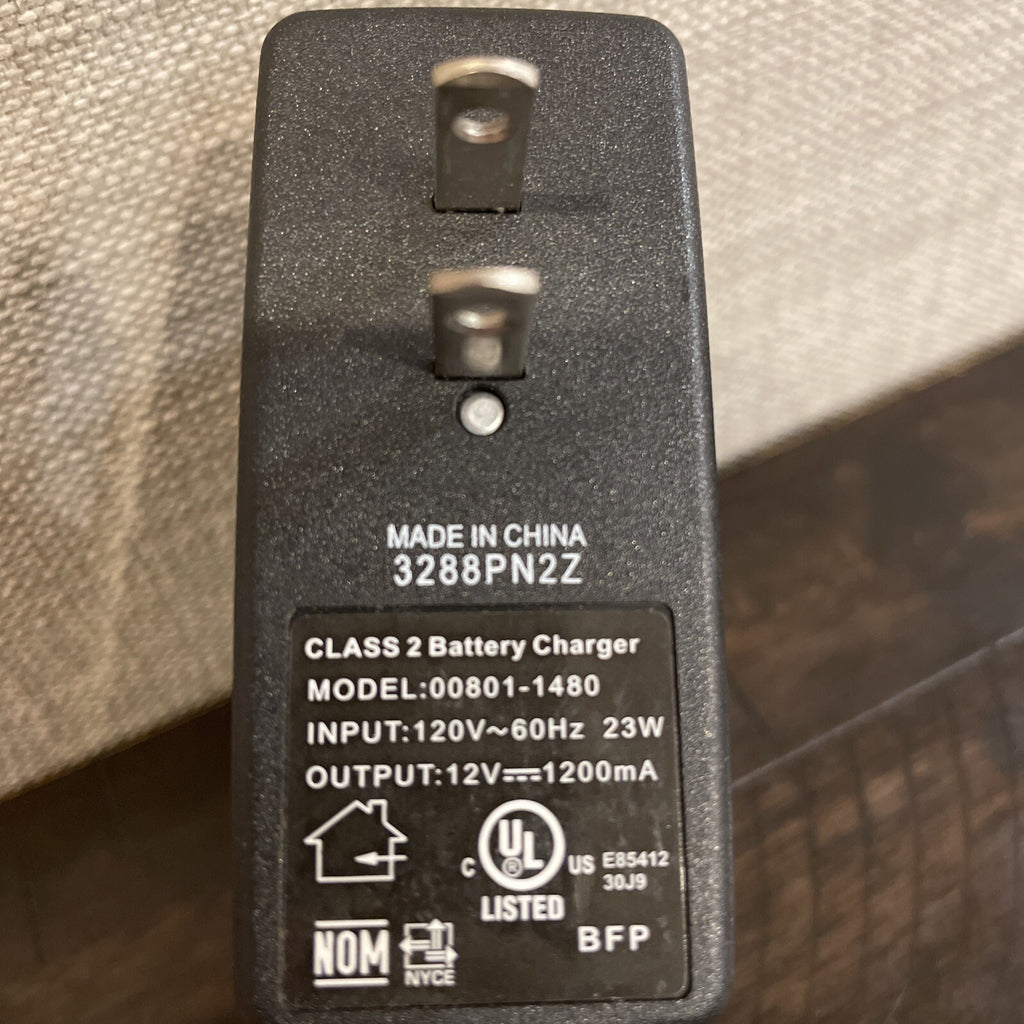 MADE IN CHINA
3288PN2Z
CLASS 2 Battery Charger
MODEL:00801-1480
INPUT:120V~60Hz 23W
OUTPUT:12V⎓1200mA
C UL ® US E85412
30J9
LISTED
BFP
NOM
NYCE